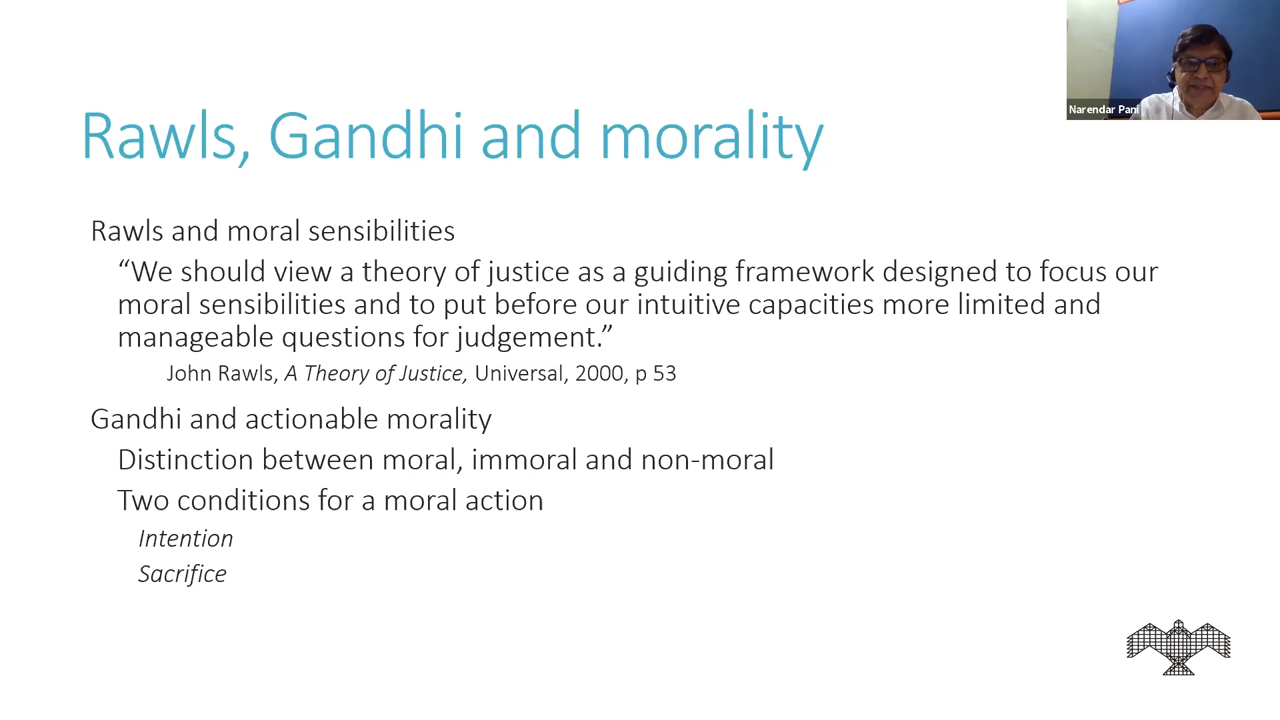 Narendar Pani
Rawls, Gandhi and morality
Rawls and moral sensibilities
“We should view a theory of justice as a guiding framework designed to focus our
moral sensibilities and to put before our intuitive capacities more limited and
manageable questions for judgement.”
John Rawls, A Theory of Justice, Universal, 2000, p 53
Gandhi and actionable morality
Distinction between moral, immoral and non-moral
Two conditions for a moral action
Intention
Sacrifice